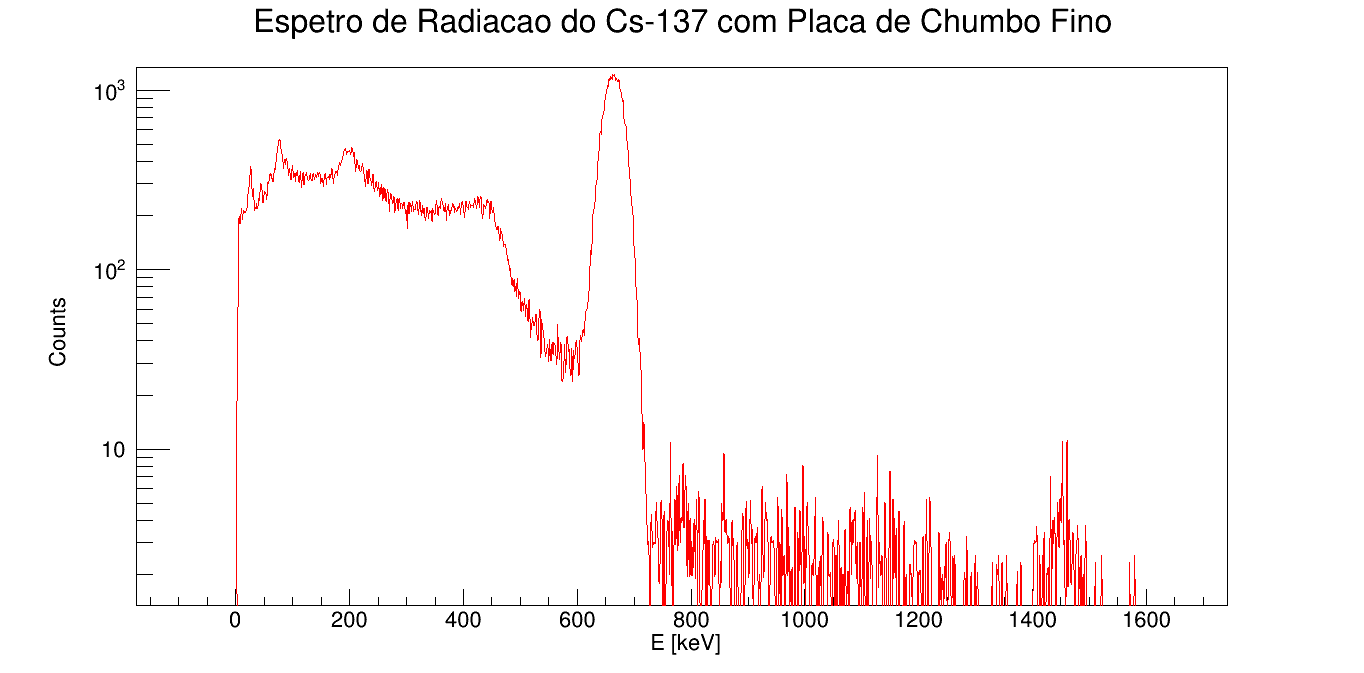 Espetro de Radiacao do Cs-137 com Placa de Chumbo Fino
10³
10²
10
Counts
0 200 400 600 800 1000 1200 1400 1600
E [keV]